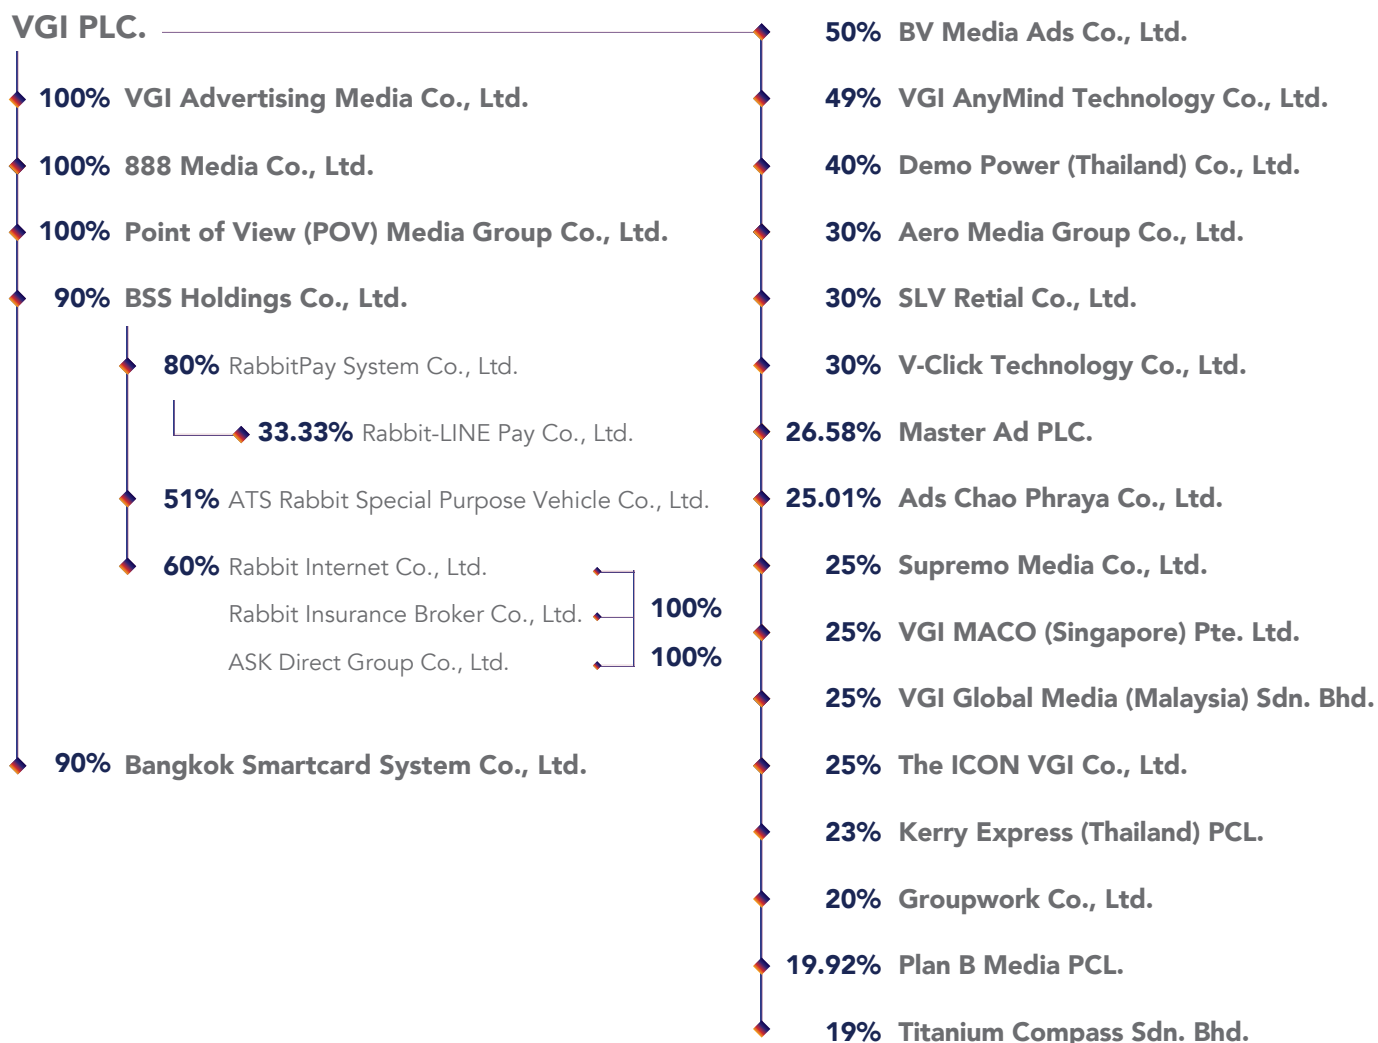 VGI PLC.
100% VGI Advertising Media Co., Ltd.
100% 888 Media Co., Ltd.
100% Point of View (POV) Media Group Co., Ltd.
90% BSS Holdings Co., Ltd.
80% RabbitPay System Co., Ltd.
33.33% Rabbit-LINE Pay Co., Ltd.
51% ATS Rabbit Special Purpose Vehicle Co., Ltd.
60% Rabbit Internet Co., Ltd.
Rabbit Insurance Broker Co., Ltd. 100%
ASK Direct Group Co., Ltd. 100%
90% Bangkok Smartcard System Co., Ltd.
50% BV Media Ads Co., Ltd.
49% VGI AnyMind Technology Co., Ltd.
40% Demo Power (Thailand) Co., Ltd.
30% Aero Media Group Co., Ltd.
30% SLV Retial Co., Ltd.
30% V-Click Technology Co., Ltd.
26.58% Master Ad PLC.
25.01% Ads Chao Phraya Co., Ltd.
25% Supremo Media Co., Ltd.
25% VGI MACO (Singapore) Pte. Ltd.
25% VGI Global Media (Malaysia) Sdn. Bhd.
25% The ICON VGI Co., Ltd.
23% Kerry Express (Thailand) PCL.
20% Groupwork Co., Ltd.
19.92% Plan B Media PCL.
19% Titanium Compass Sdn. Bhd.